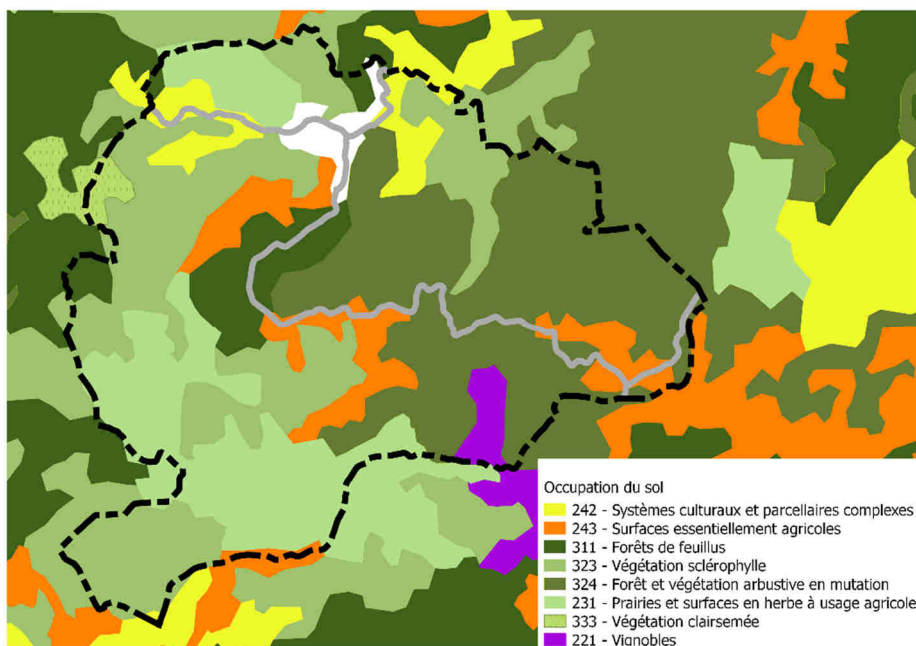 Occupation du sol
242 - Systèmes culturaux et parcellaires complexes
243 - Surfaces essentiellement agricoles
311 - Forêts de feuillus
323 - Végétation sclérophylle
324 - Forêt et végétation arbustive en mutation
231 - Prairies et surfaces en herbe à usage agricole
333 - Végétation clairsemée
221 - Vignobles